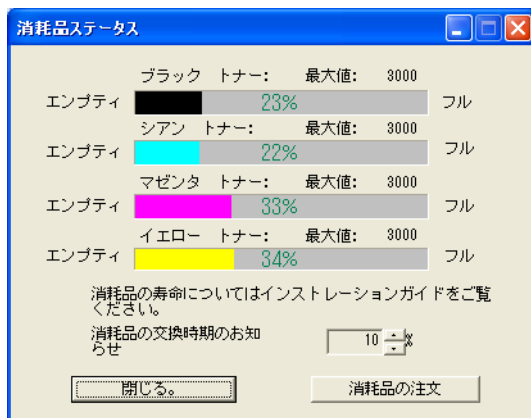 消耗品ステータス
ブラック トナー: 最大値: 3000
エンプティ 23% フル
シアン トナー: 最大値: 3000
エンプティ 22% フル
マゼンタ トナー: 最大値: 3000
エンプティ 33% フル
イエロー トナー: 最大値: 3000
エンプティ 34% フル
消耗品の寿命についてはインストレーションガイドをご覧
ください。
消耗品の交換時期のお知
らせ 10 %
閉じる。 消耗品の注文